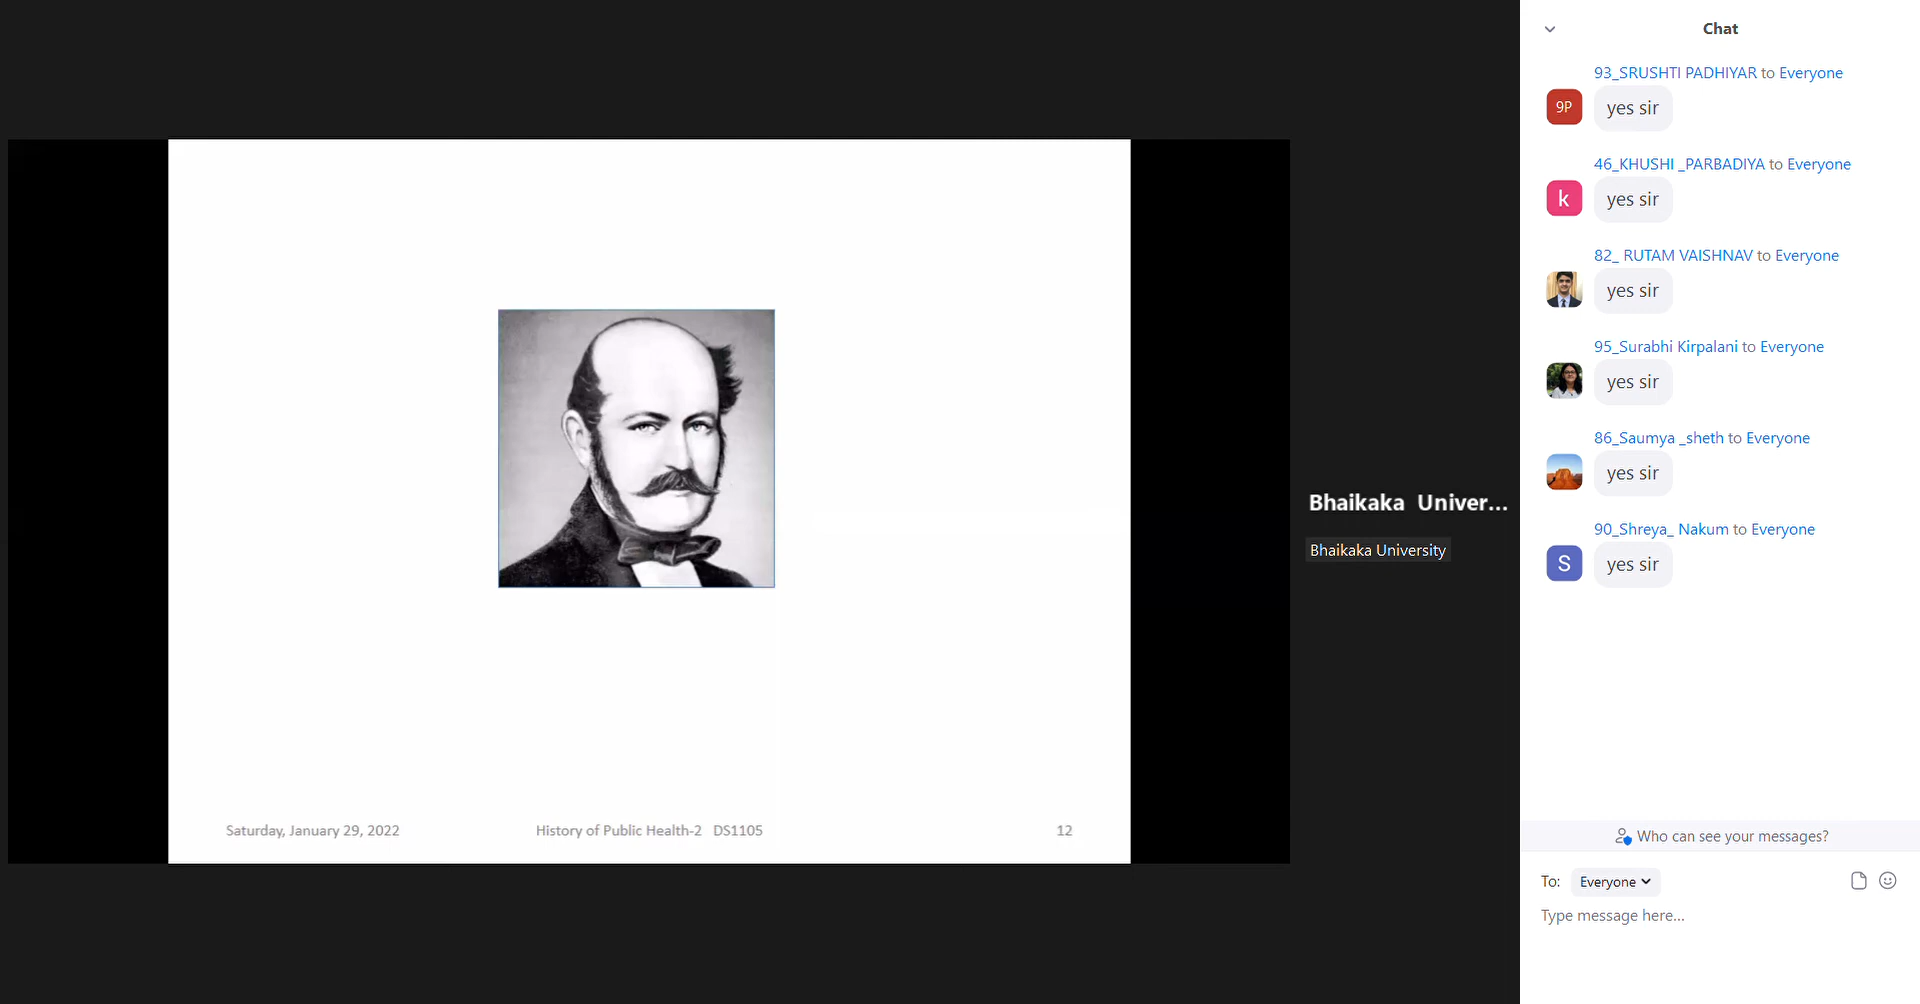 Saturday, January 29, 2022
History of Public Health-2 DS1105
12
Bhaikaka Univer...
Bhaikaka University
Chat
93_SRUSHTI PADHIYAR to Everyone
9P
yes sir
46_KHUSHI _PARBADIYA to Everyone
k
yes sir
82_ RUTAM VAISHNAV to Everyone
yes sir
95_Surabhi Kirpalani to Everyone
yes sir
86_Saumya _sheth to Everyone
yes sir
90_Shreya_ Nakum to Everyone
S
yes sir
Who can see your messages?
To: Everyone
Type message here...